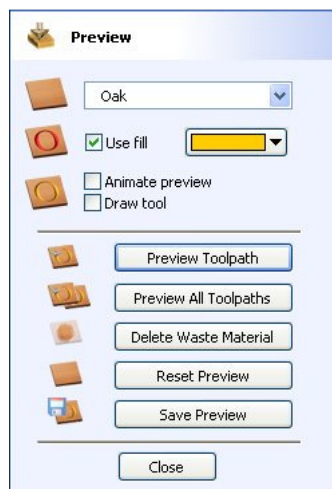 Preview
Oak
Use fill
Animate preview
Draw tool
Preview Toolpath
Preview All Toolpaths
Delete Waste Material
Reset Preview
Save Preview
Close